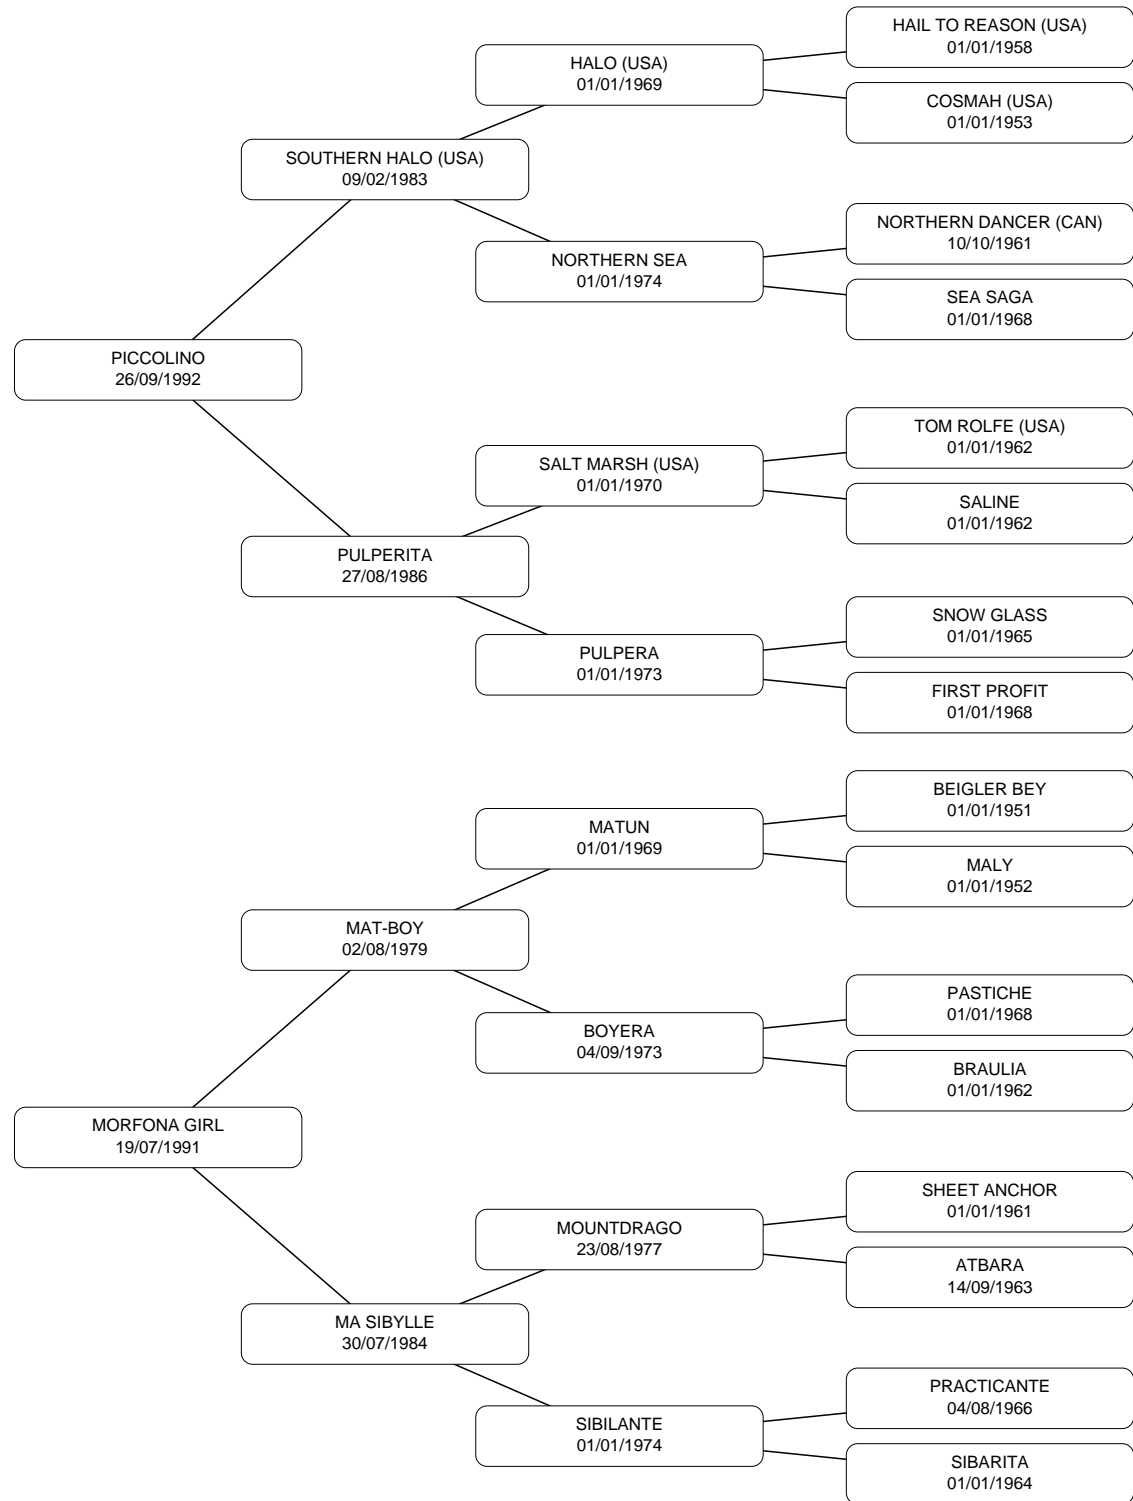 HAIL TO REASON (USA)
01/01/1958
HALO (USA)
01/01/1969
COSMAH (USA)
01/01/1953
SOUTHERN HALO (USA)
09/02/1983
NORTHERN DANCER (CAN)
10/10/1961
NORTHERN SEA
01/01/1974
SEA SAGA
01/01/1968
PICCOLINO
26/09/1992
TOM ROLFE (USA)
01/01/1962
SALT MARSH (USA)
01/01/1970
SALINE
01/01/1962
PULPERITA
27/08/1986
SNOW GLASS
01/01/1965
PULPERA
01/01/1973
FIRST PROFIT
01/01/1968
BEIGLER BEY
01/01/1951
MATUN
01/01/1969
MALY
01/01/1952
MAT-BOY
02/08/1979
PASTICHE
01/01/1968
BOYERA
04/09/1973
BRAULIA
01/01/1962
MORFONA GIRL
19/07/1991
SHEET ANCHOR
01/01/1961
MOUNTDRAGO
23/08/1977
ATBARA
14/09/1963
MA SIBYLLE
30/07/1984
PRACTICANTE
04/08/1966
SIBILANTE
01/01/1974
SIBARITA
01/01/1964